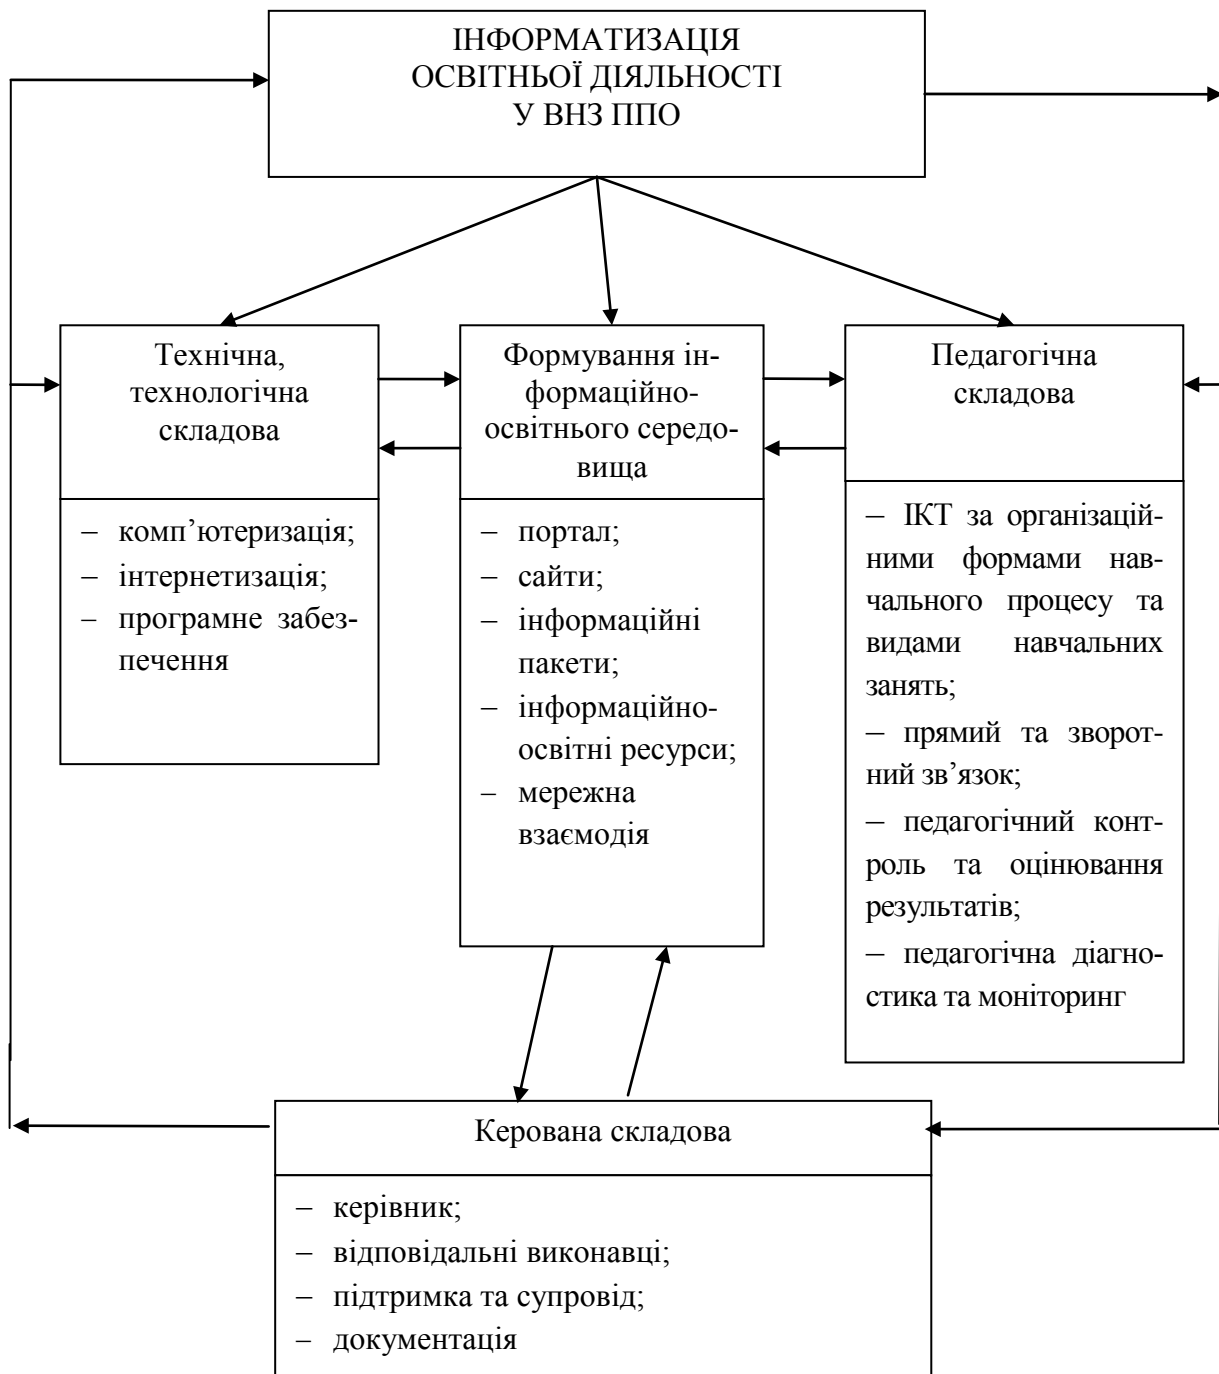 ІНФОРМАТИЗАЦІЯ
ОСВІТНЬОЇ ДІЯЛЬНОСТІ
У ВНЗ ППО
Технічна,
технологічна
складова
– комп’ютеризація;
– інтернетизація;
– програмне забез-
печення
Формування ін-
формаційно-
освітнього середо-
вища
– портал;
– сайти;
– інформаційні
пакети;
– інформаційно-
освітні ресурси;
– мережна
взаємодія
Педагогічна
складова
– ІКТ за організацій-
ними формами нав-
чального процесу та
видами навчальних
занять;
– прямий та зворот-
ний зв’язок;
– педагогічний конт-
роль та оцінювання
результатів;
– педагогічна діагно-
стика та моніторинг
Керована складова
– керівник;
– відповідальні виконавці;
– підтримка та супровід;
– документація